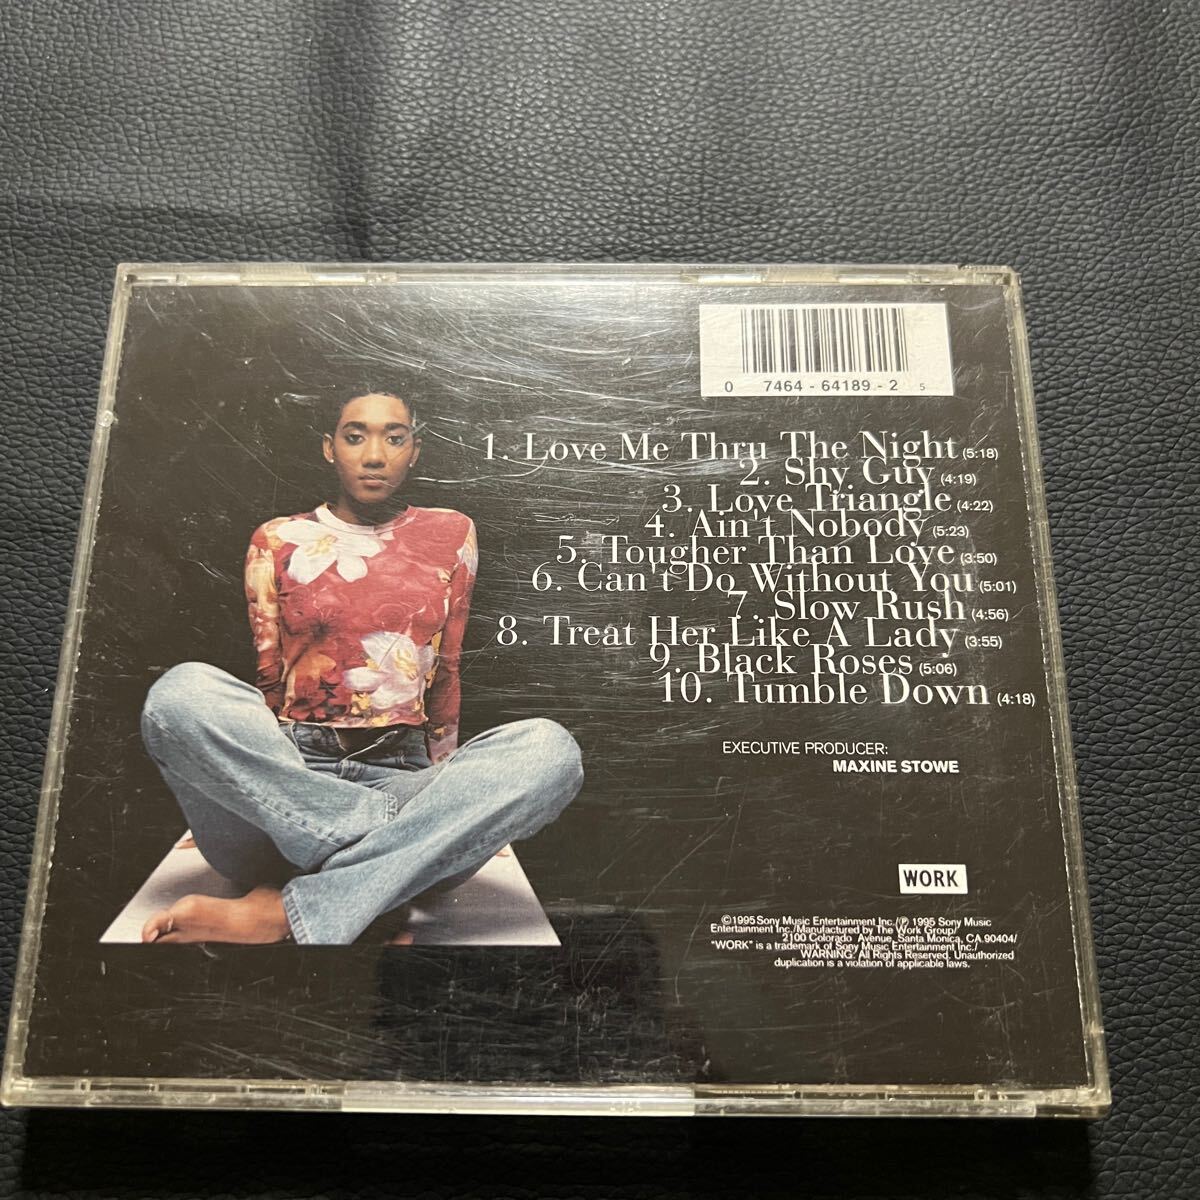 0 7464-64189-2 5
1. Love Me Thru The Night (5:18)
2. Shy Guy (4:19)
3. Love Triangle (4:22)
4. Ain't Nobody (5:23)
5. Tougher Than Love (3:50)
6. Can't Do Without You (5:01)
7. Slow Rush (4:56)
8. Treat Her Like A Lady (3:55)
9. Black Roses (5:06)
10. Tumble Down (4:18)
EXECUTIVE PRODUCER:
MAXINE STOWE
WORK
©1995 Sony Music Entertainment Inc./℗ 1995 Sony Music
Entertainment Inc./Manufactured by The Work Group/
2100 Colorado Avenue, Santa Monica, CA 90404/
"WORK" is a trademark of Sony Music Entertainment Inc./
WARNING: All Rights Reserved. Unauthorized
duplication is a violation of applicable laws.